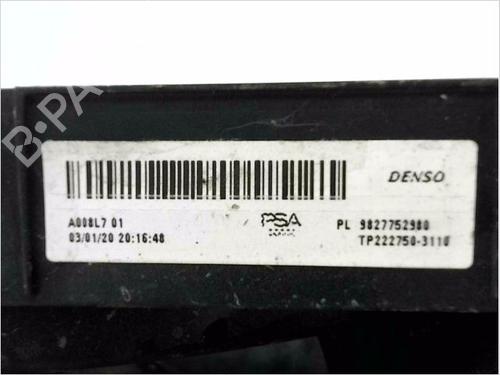 B-PA
DENSO
A008L7 01
PSA
PL 9827752980
03/01/20 20:16:48
TP222750-3110